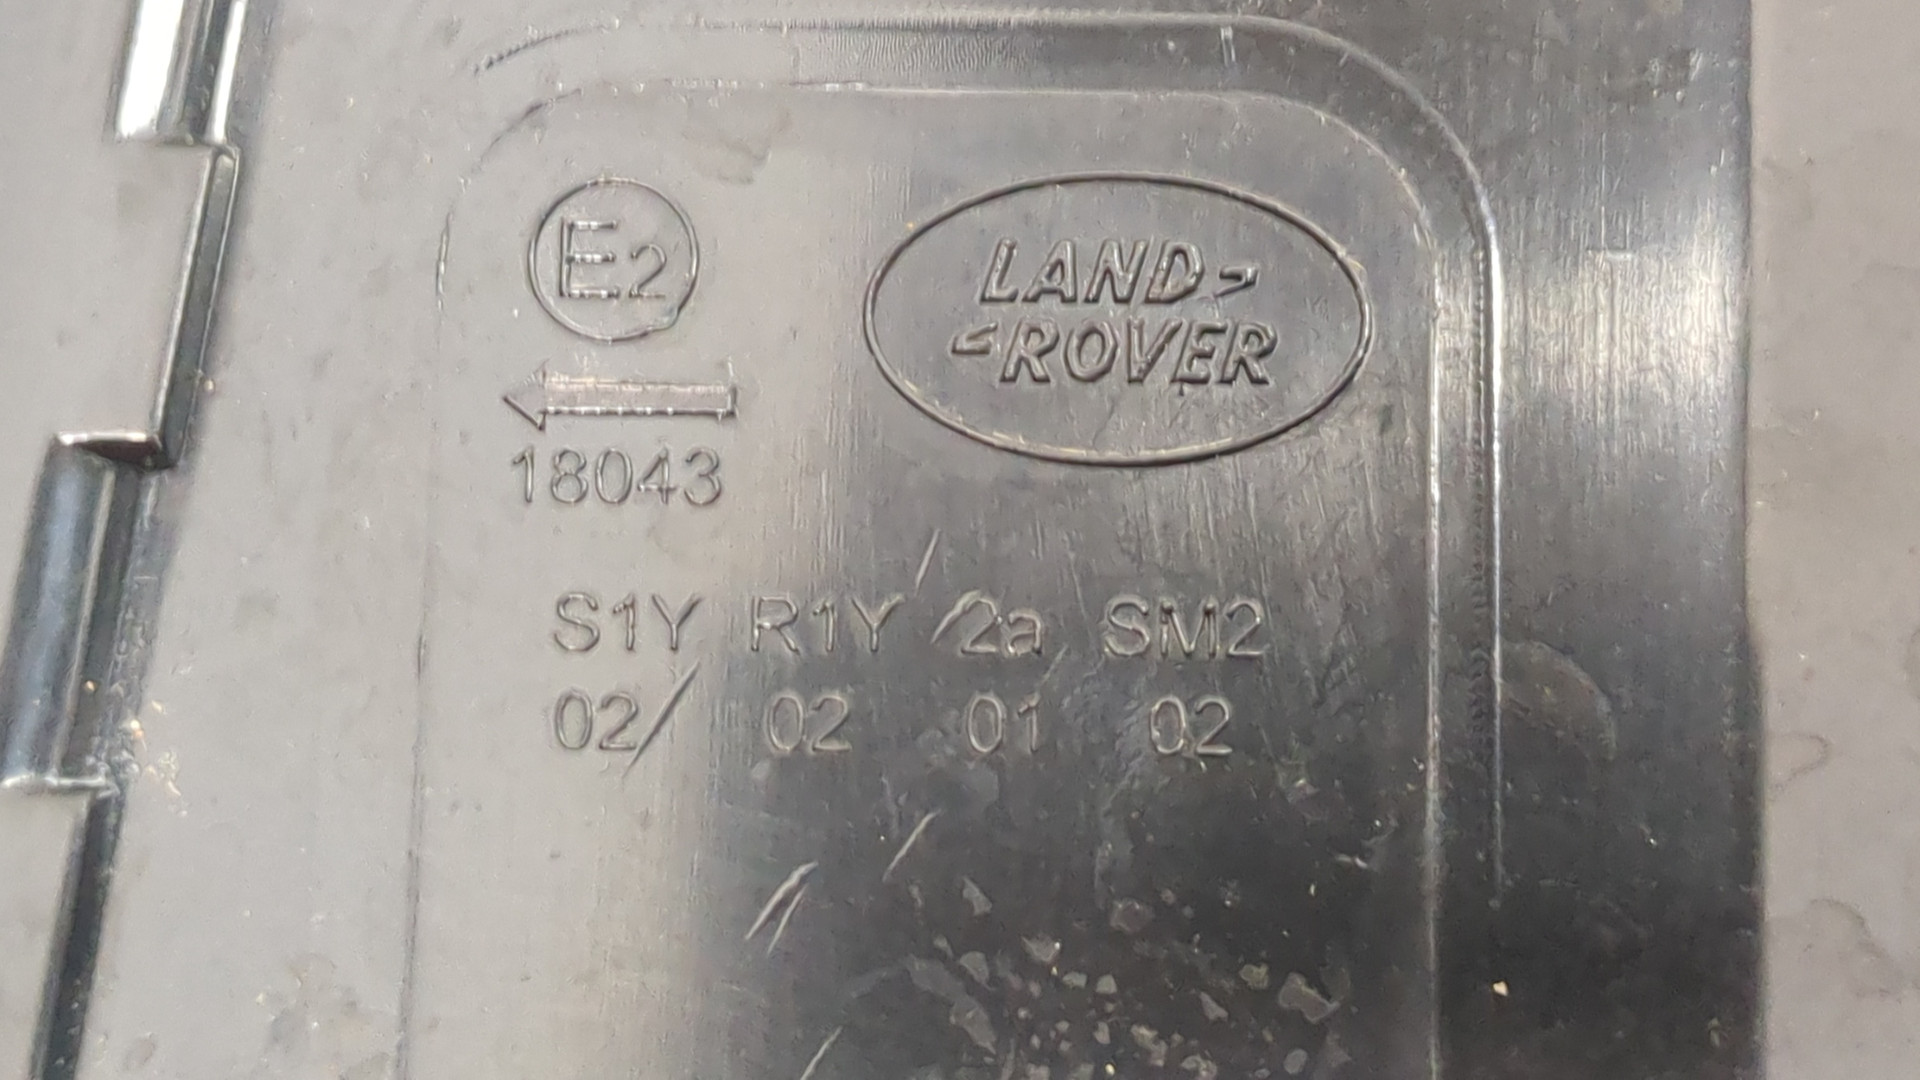 E2
LAND-
-ROVER
18043
S1Y R1Y 2a SM2
02 02 01 02